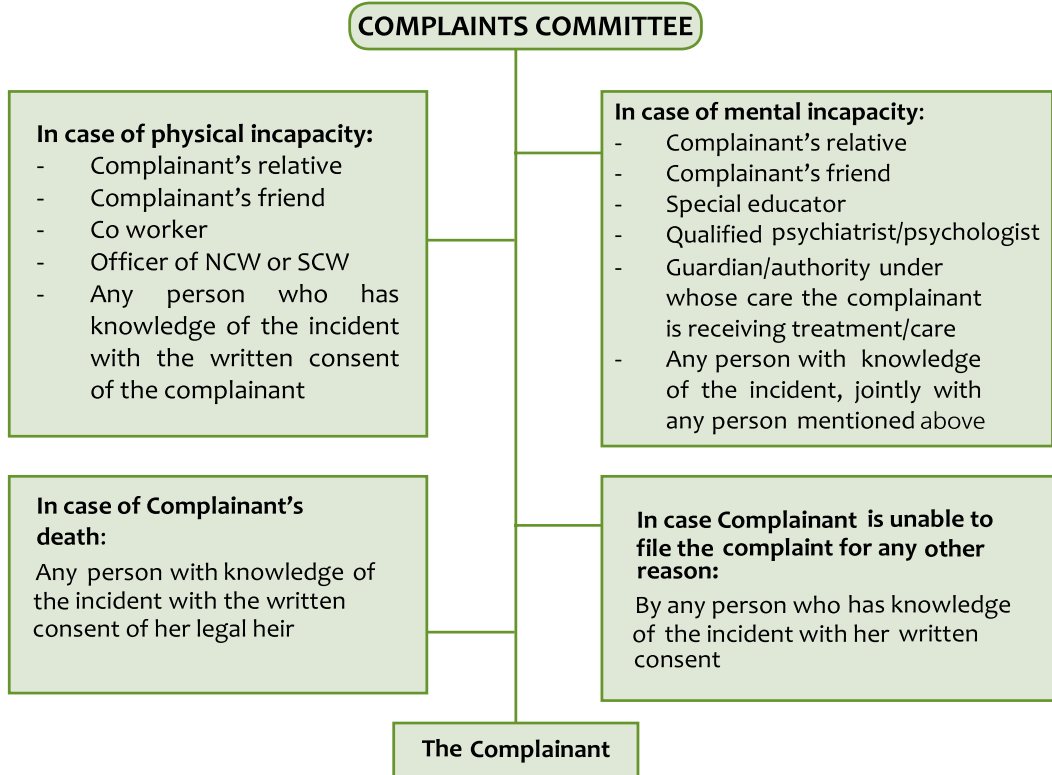 COMPLAINTS COMMITTEE
In case of physical incapacity:
- Complainant’s relative
- Complainant’s friend
- Co worker
- Officer of NCW or SCW
- Any person who has
knowledge of the incident
with the written consent
of the complainant
In case of mental incapacity:
- Complainant’s relative
- Complainant’s friend
- Special educator
- Qualified psychiatrist/psychologist
- Guardian/authority under
whose care the complainant
is receiving treatment/care
- Any person with knowledge
of the incident, jointly with
any person mentioned above
In case of Complainant’s
death:
Any person with knowledge of
the incident with the written
consent of her legal heir
In case Complainant is unable to
file the complaint for any other
reason:
By any person who has knowledge
of the incident with her written
consent
The Complainant